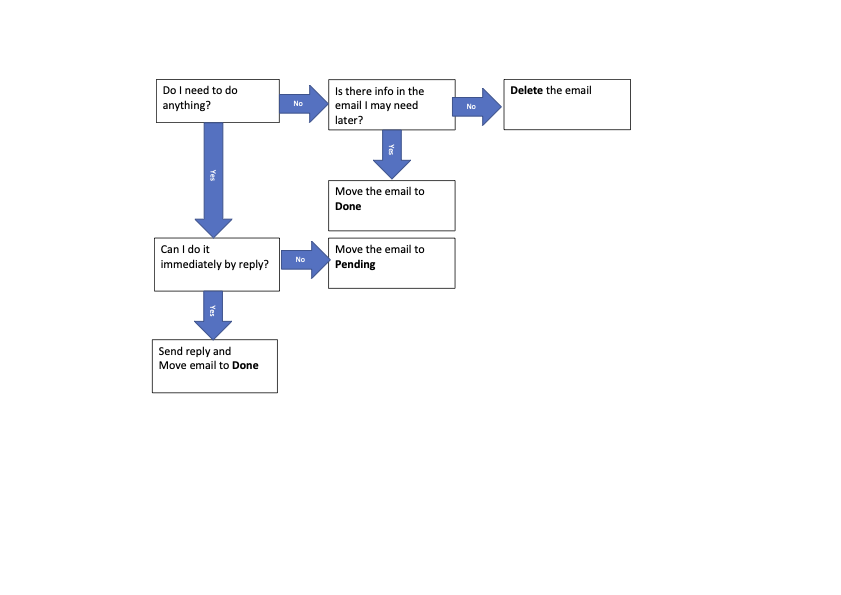 Do I need to do
anything?
No
Is there info in the
email I may need
later?
No
Delete the email
Yes
Yes
Move the email to
Done
Can I do it
immediately by reply?
No
Move the email to
Pending
Yes
Send reply and
Move email to Done